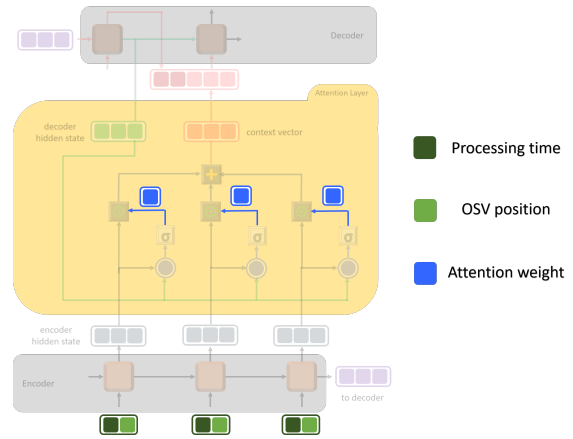 Decoder
Attention Layer
decoder
hidden state
context vector
+
σ
σ
σ
encoder
hidden state
Encoder
to decoder
Processing time
OSV position
Attention weight